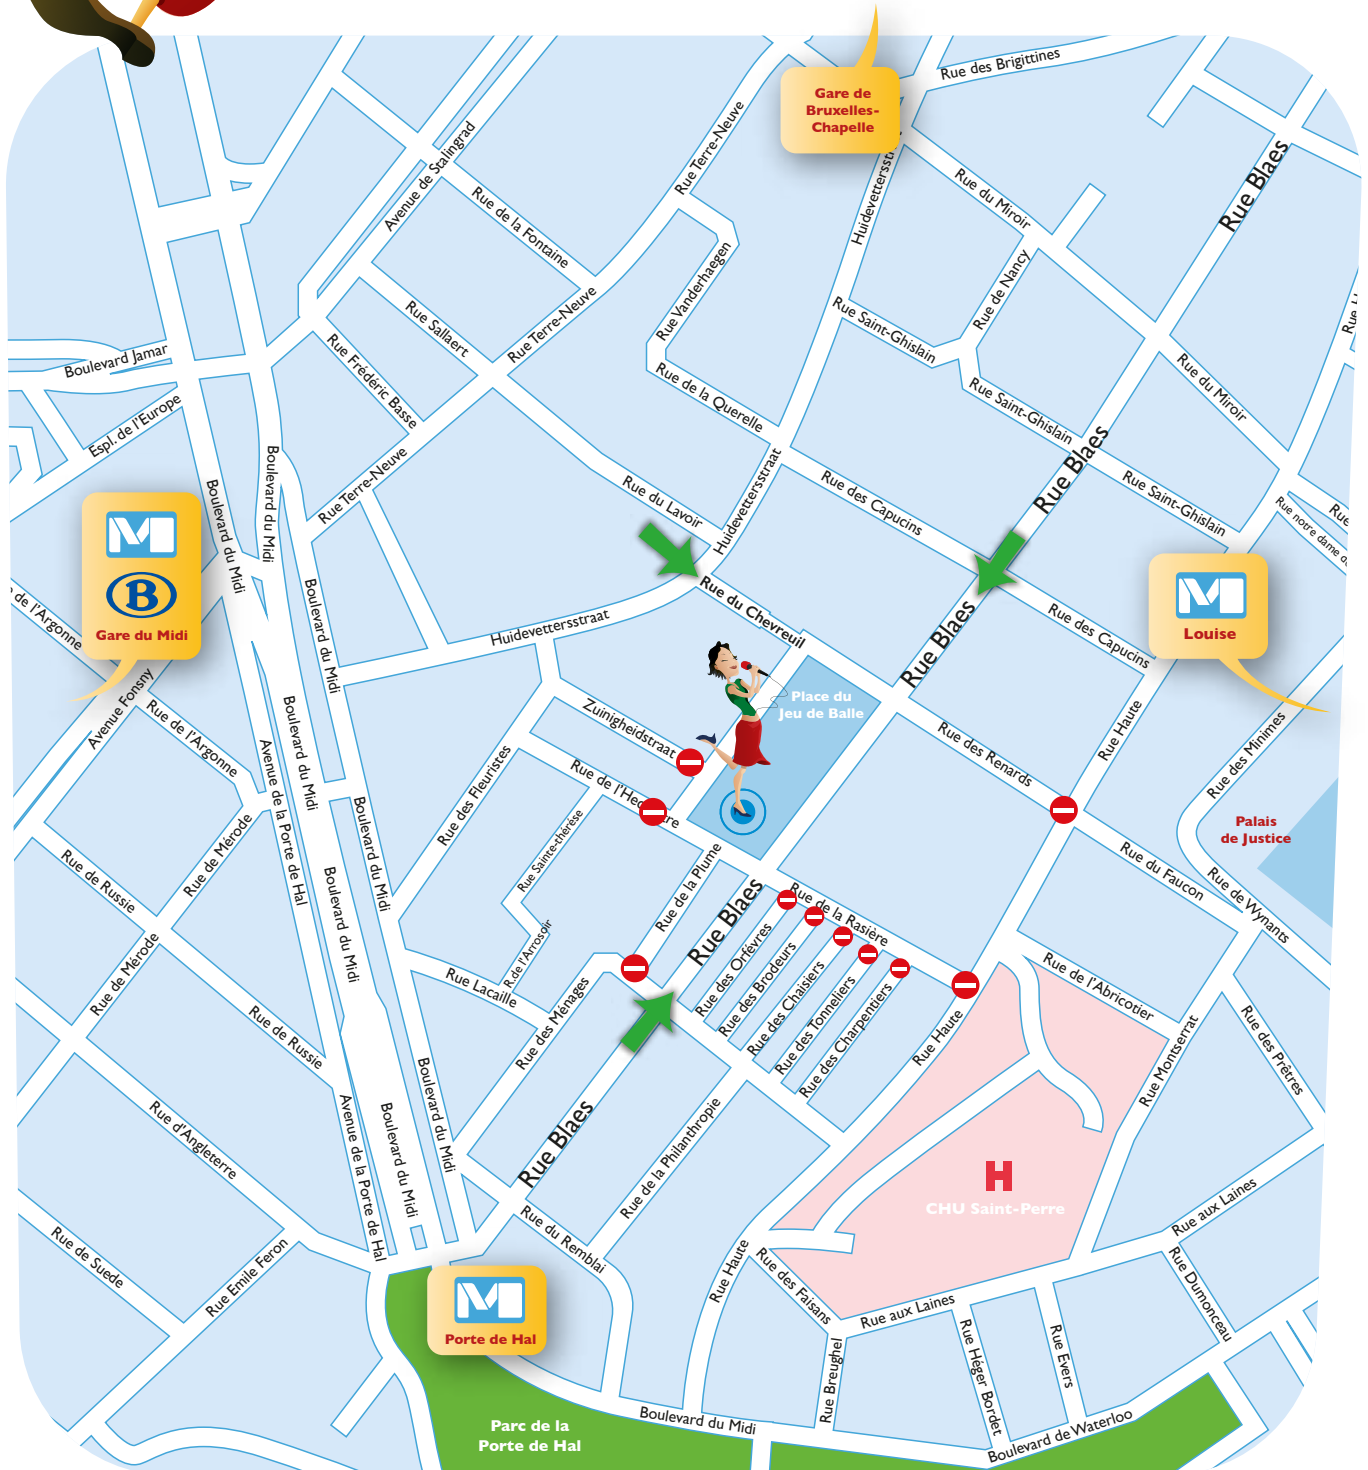 Rue des Brigittines
Gare de
Bruxelles-
Chapelle
Rue Terre-Neuve
Avenue de Stalingrad
Rue Blaes
Rue du Miroir
Rue de la Fontaine
Rue de Nancy
Rue Vanderhaegen
Rue Saint-Ghislain
Rue Sallaert
Rue Terre-Neuve
Rue Frédéric Basse
Boulevard Jamar
Espl. de l'Europe
Rue de la Querelle
Rue Saint-Ghislain
Rue du Miroir
Rue Blaes
Rue Saint-Ghislain
Rue Terre-Neuve
Boulevard du Midi
Boulevard du Midi
Rue du Lavoir
Huidevettersstraat
Rue des Capucins
B
Gare du Midi
de l'Argonne
Boulevard du Midi
Huidevettersstraat
Rue du Chevreuil
Rue Blaes
Rue des Capucins
Louise
Avenue Fonsny
Rue de l'Argonne
Boulevard du Midi
Zuinigheidstraat
Place du
Jeu de Balle
Rue des Renards
Rue Haute
Rue des Minimes
Palais
de Justice
Rue des Fleuristes
Rue Sainte-thérèse
Avenue de la Porte de Hal
Boulevard du Midi
Rue de Mérode
Rue de Russie
Rue de la Plume
Rue Blaes
Rue de la Rasière
Rue du Faucon
Rue de Wynants
Rue de Mérode
Boulevard du Midi
R. de l'Arrosoir
Rue Lacaille
Rue des Ménages
Rue des Orfèvres
Rue des Brodeurs
Rue des Chaisiers
Rue des Tonneliers
Rue des Charpentiers
Rue Haute
Rue de l'Abricotier
Rue Montserrat
Rue des Prêtres
Rue de Russie
Rue d'Angleterre
Avenue de la Porte de Hal
Boulevard du Midi
Boulevard du Midi
Rue Blaes
Rue de la Philanthropie
H
CHU Saint-Perre
Rue aux Laines
Rue de Suede
Rue Emile Feron
Rue du Remblai
Rue Haute
Rue des Faisans
Rue aux Laines
Rue Dumonceau
Porte de Hal
Rue Breughel
Rue Héger Bordet
Rue Evers
Parc de la
Porte de Hal
Boulevard du Midi
Boulevard de Waterloo